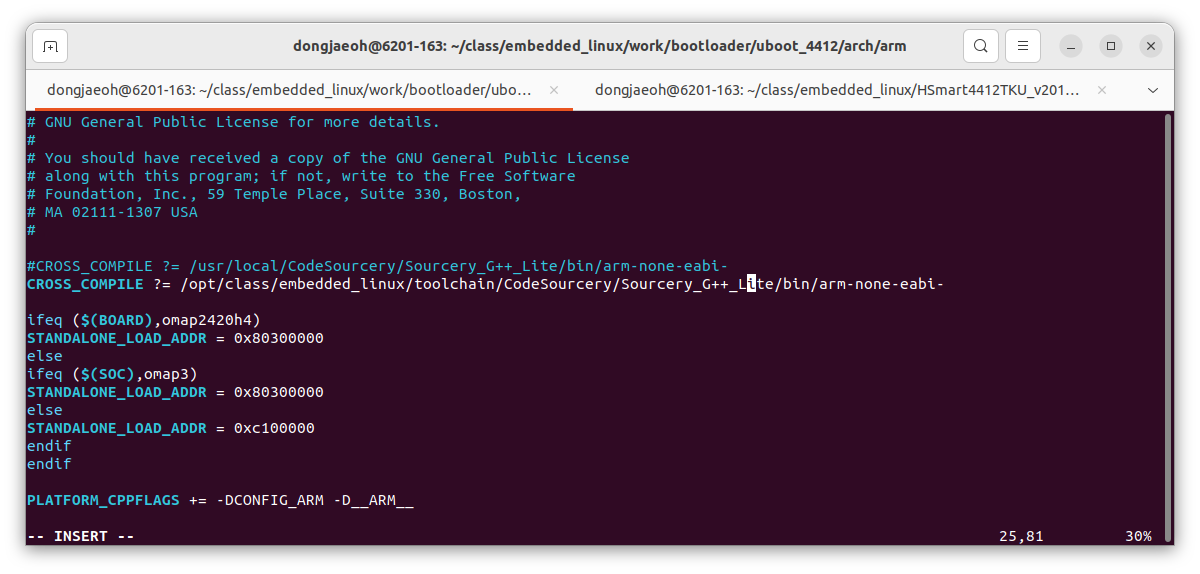 dongjaeoh@6201-163: ~/class/embedded_linux/work/bootloader/uboot_4412/arch/arm
dongjaeoh@6201-163: ~/class/embedded_linux/work/bootloader/ubo... × dongjaeoh@6201-163: ~/class/embedded_linux/HSmart4412TKU_v201... ×
# GNU General Public License for more details.
#
# You should have received a copy of the GNU General Public License
# along with this program; if not, write to the Free Software
# Foundation, Inc., 59 Temple Place, Suite 330, Boston,
# MA 02111-1307 USA
#
#CROSS_COMPILE ?= /usr/local/CodeSourcery/Sourcery_G++_Lite/bin/arm-none-eabi-
CROSS_COMPILE ?= /opt/class/embedded_linux/toolchain/CodeSourcery/Sourcery_G++_Lite/bin/arm-none-eabi-
ifeq ($(BOARD),omap2420h4)
STANDALONE_LOAD_ADDR = 0x80300000
else
ifeq ($(SOC),omap3)
STANDALONE_LOAD_ADDR = 0x80300000
else
STANDALONE_LOAD_ADDR = 0xc100000
endif
endif
PLATFORM_CPPFLAGS += -DCONFIG_ARM -D__ARM__
-- INSERT -- 25,81 30%